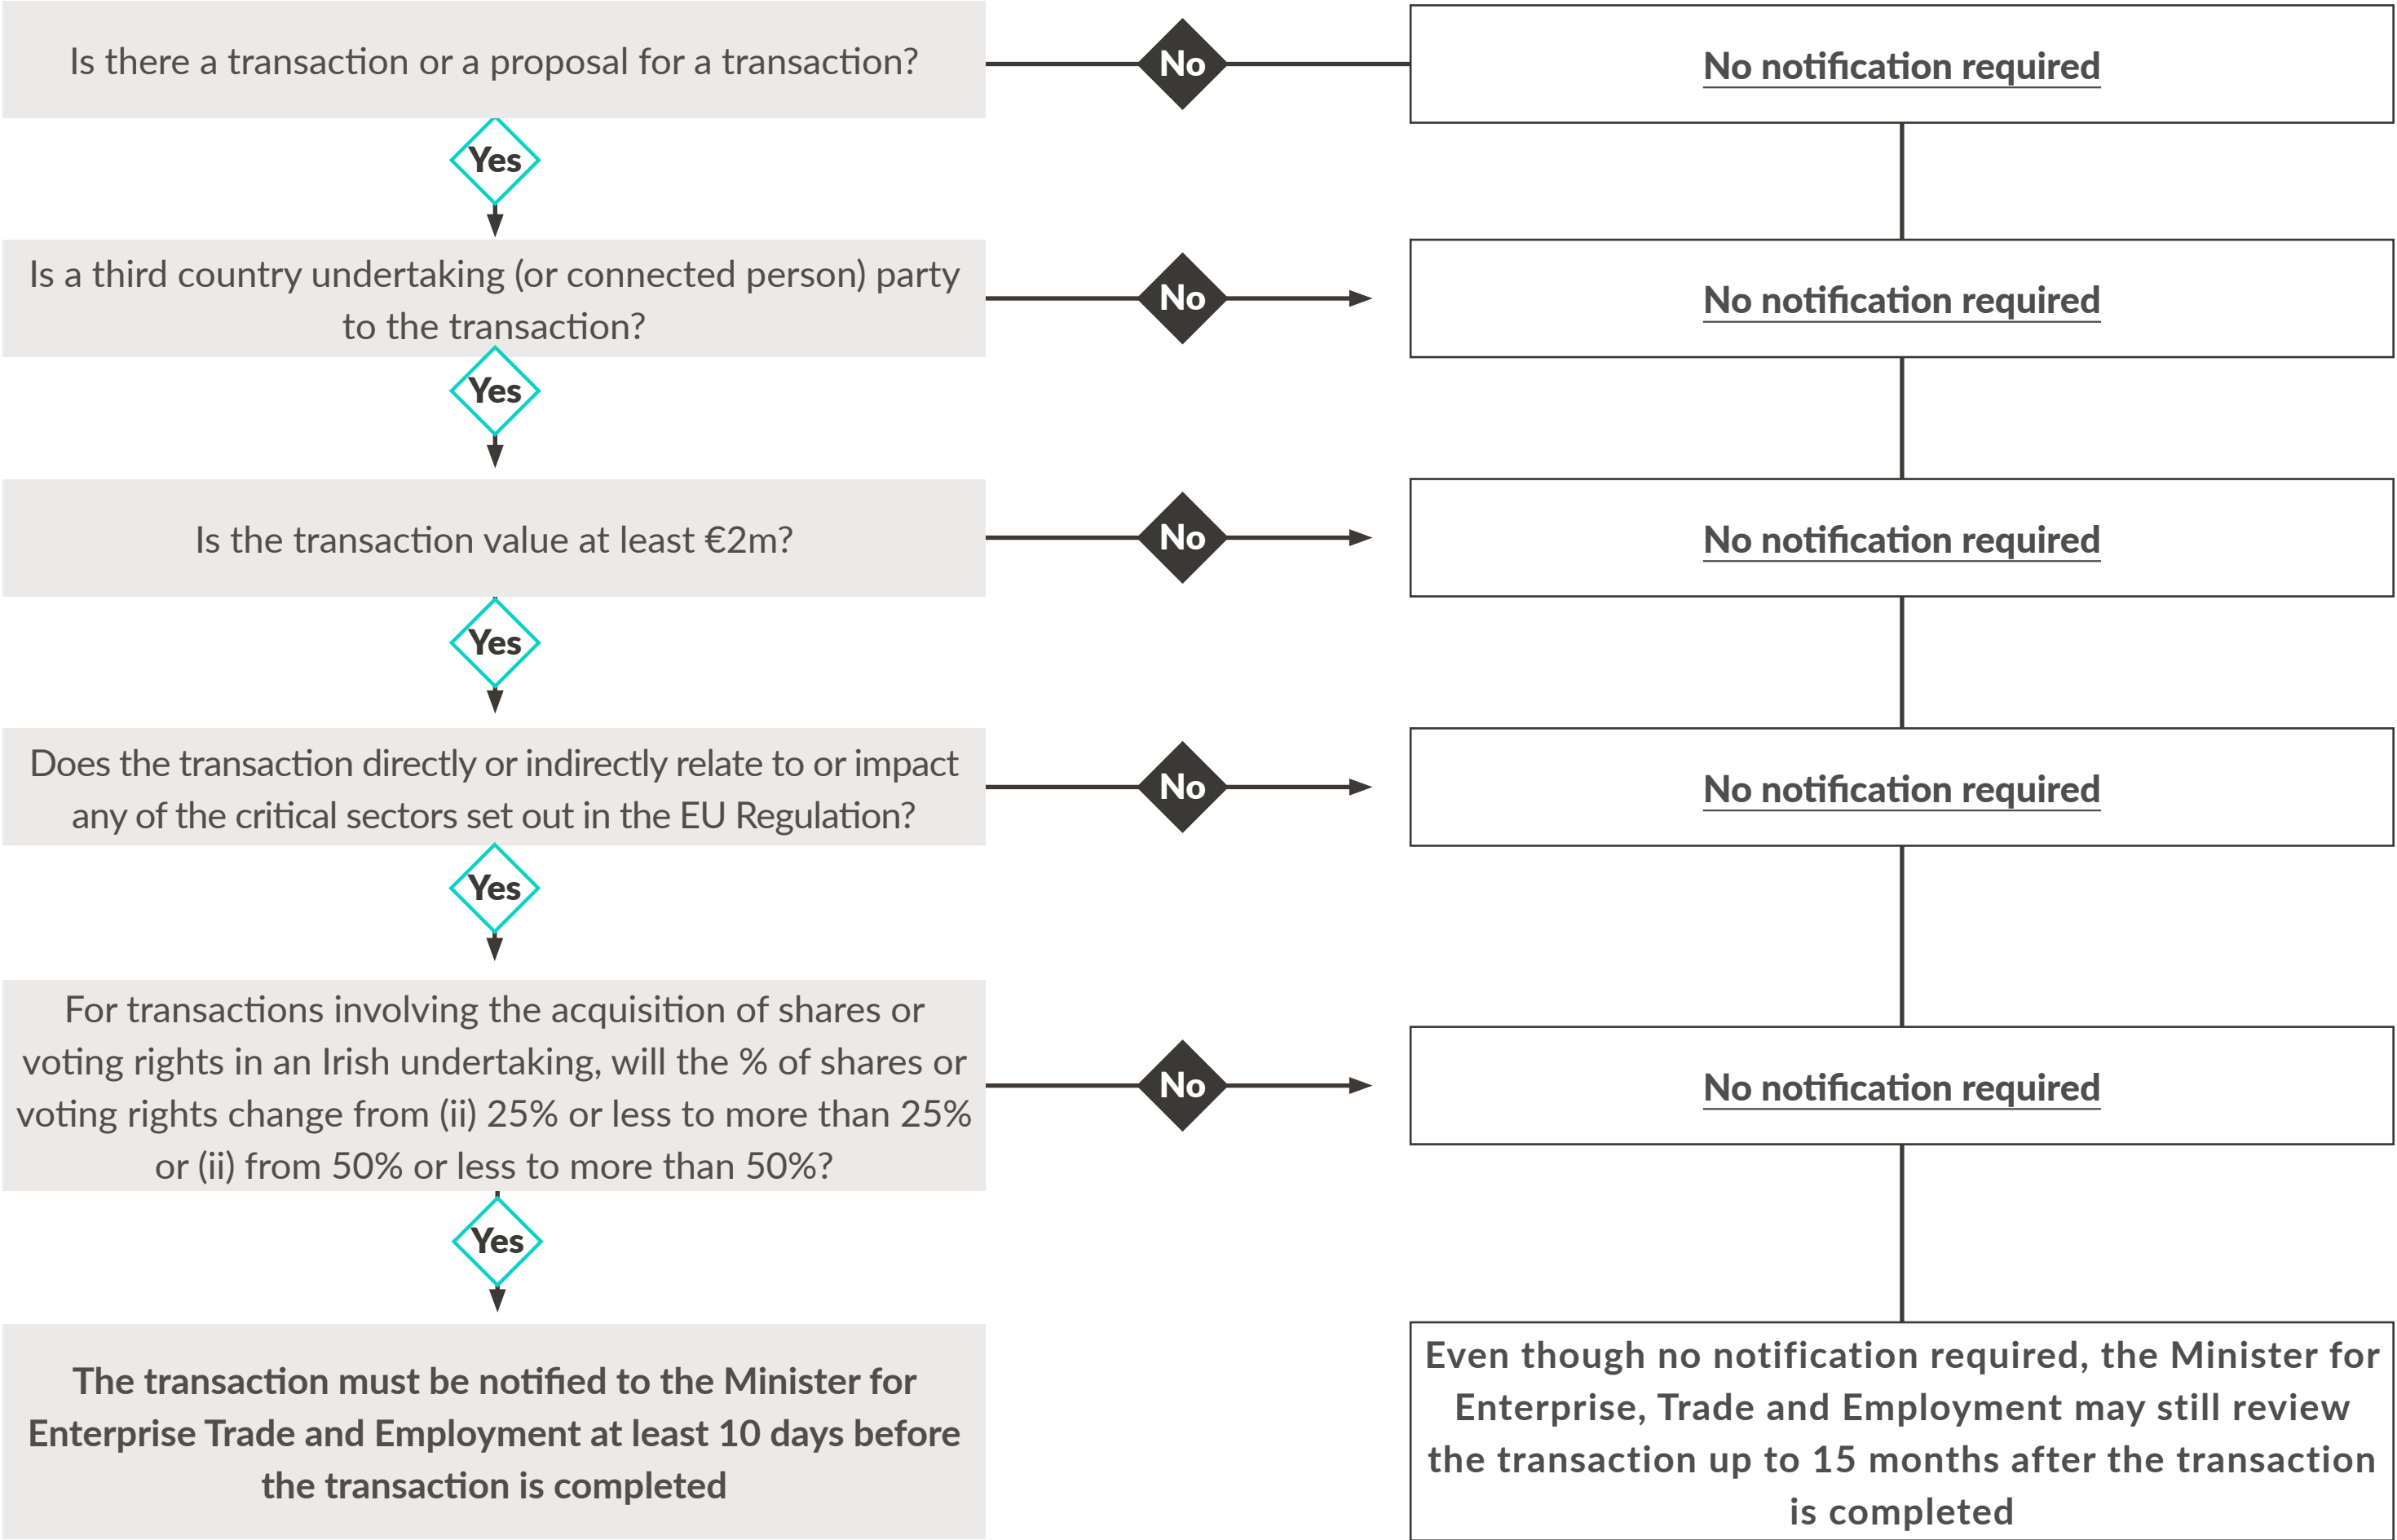 Is there a transaction or a proposal for a transaction?
No
No notification required
Yes
Is a third country undertaking (or connected person) party
to the transaction?
No
No notification required
Yes
Is the transaction value at least €2m?
No
No notification required
Yes
Does the transaction directly or indirectly relate to or impact
any of the critical sectors set out in the EU Regulation?
No
No notification required
Yes
For transactions involving the acquisition of shares or
voting rights in an Irish undertaking, will the % of shares or
voting rights change from (ii) 25% or less to more than 25%
or (ii) from 50% or less to more than 50%?
No
No notification required
Yes
The transaction must be notified to the Minister for
Enterprise Trade and Employment at least 10 days before
the transaction is completed
Even though no notification required, the Minister for
Enterprise, Trade and Employment may still review
the transaction up to 15 months after the transaction
is completed